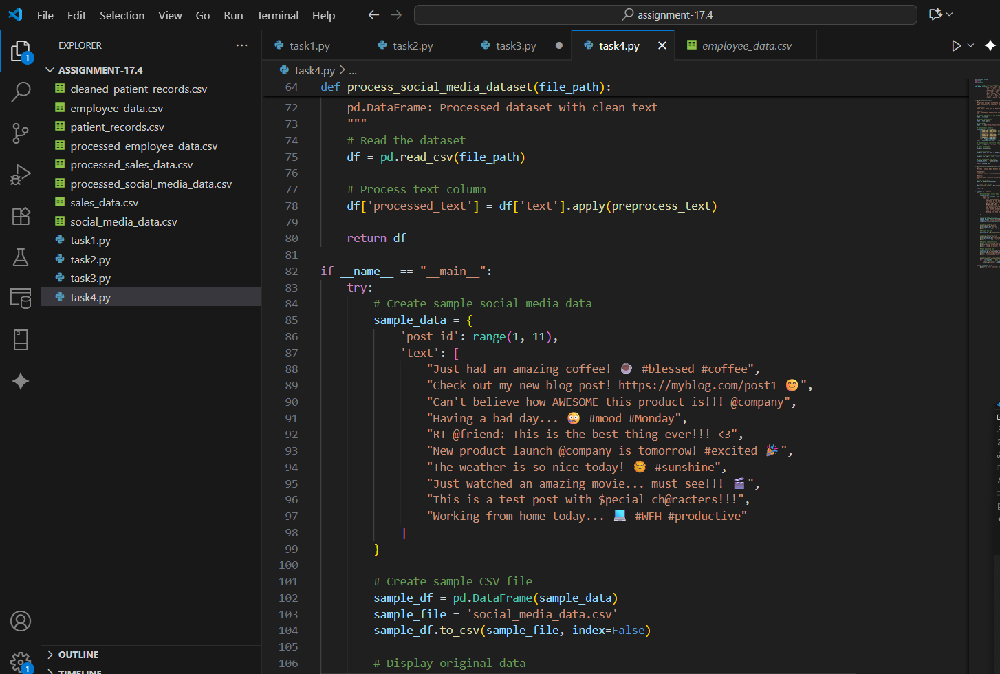 File Edit Selection View Go Run Terminal Help
assignment-17.4
EXPLORER
ASSIGNMENT-17.4
cleaned_patient_records.csv
employee_data.csv
patient_records.csv
processed_employee_data.csv
processed_sales_data.csv
processed_social_media_data.csv
sales_data.csv
social_media_data.csv
task1.py
task2.py
task3.py
task4.py
OUTLINE
TIMELINE
1
1
task1.py task2.py task3.py task4.py employee_data.csv
task4.py > ...
64 def process_social_media_dataset(file_path):
72 pd.DataFrame: Processed dataset with clean text
73 """
74 # Read the dataset
75 df = pd.read_csv(file_path)
76
77 # Process text column
78 df['processed_text'] = df['text'].apply(preprocess_text)
79
80 return df
81
82 if __name__ == "__main__":
83 try:
84 # Create sample social media data
85 sample_data = {
86 'post_id': range(1, 11),
87 'text': [
88 "Just had an amazing coffee! ☕ #blessed #coffee",
89 "Check out my new blog post! https://myblog.com/post1 😊",
90 "Can't believe how AWESOME this product is!!! @company",
91 "Having a bad day... 😢 #mood #Monday",
92 "RT @friend: This is the best thing ever!!! <3",
93 "New product launch @company is tomorrow! #excited 🎉",
94 "The weather is so nice today! 🌞 #sunshine",
95 "Just watched an amazing movie... must see!!! 🎬",
96 "This is a test post with $pecial ch@racters!!!",
97 "Working from home today... 💻 #WFH #productive"
98 ]
99 }
100
101 # Create sample CSV file
102 sample_df = pd.DataFrame(sample_data)
103 sample_file = 'social_media_data.csv'
104 sample_df.to_csv(sample_file, index=False)
105
106 # Display original data